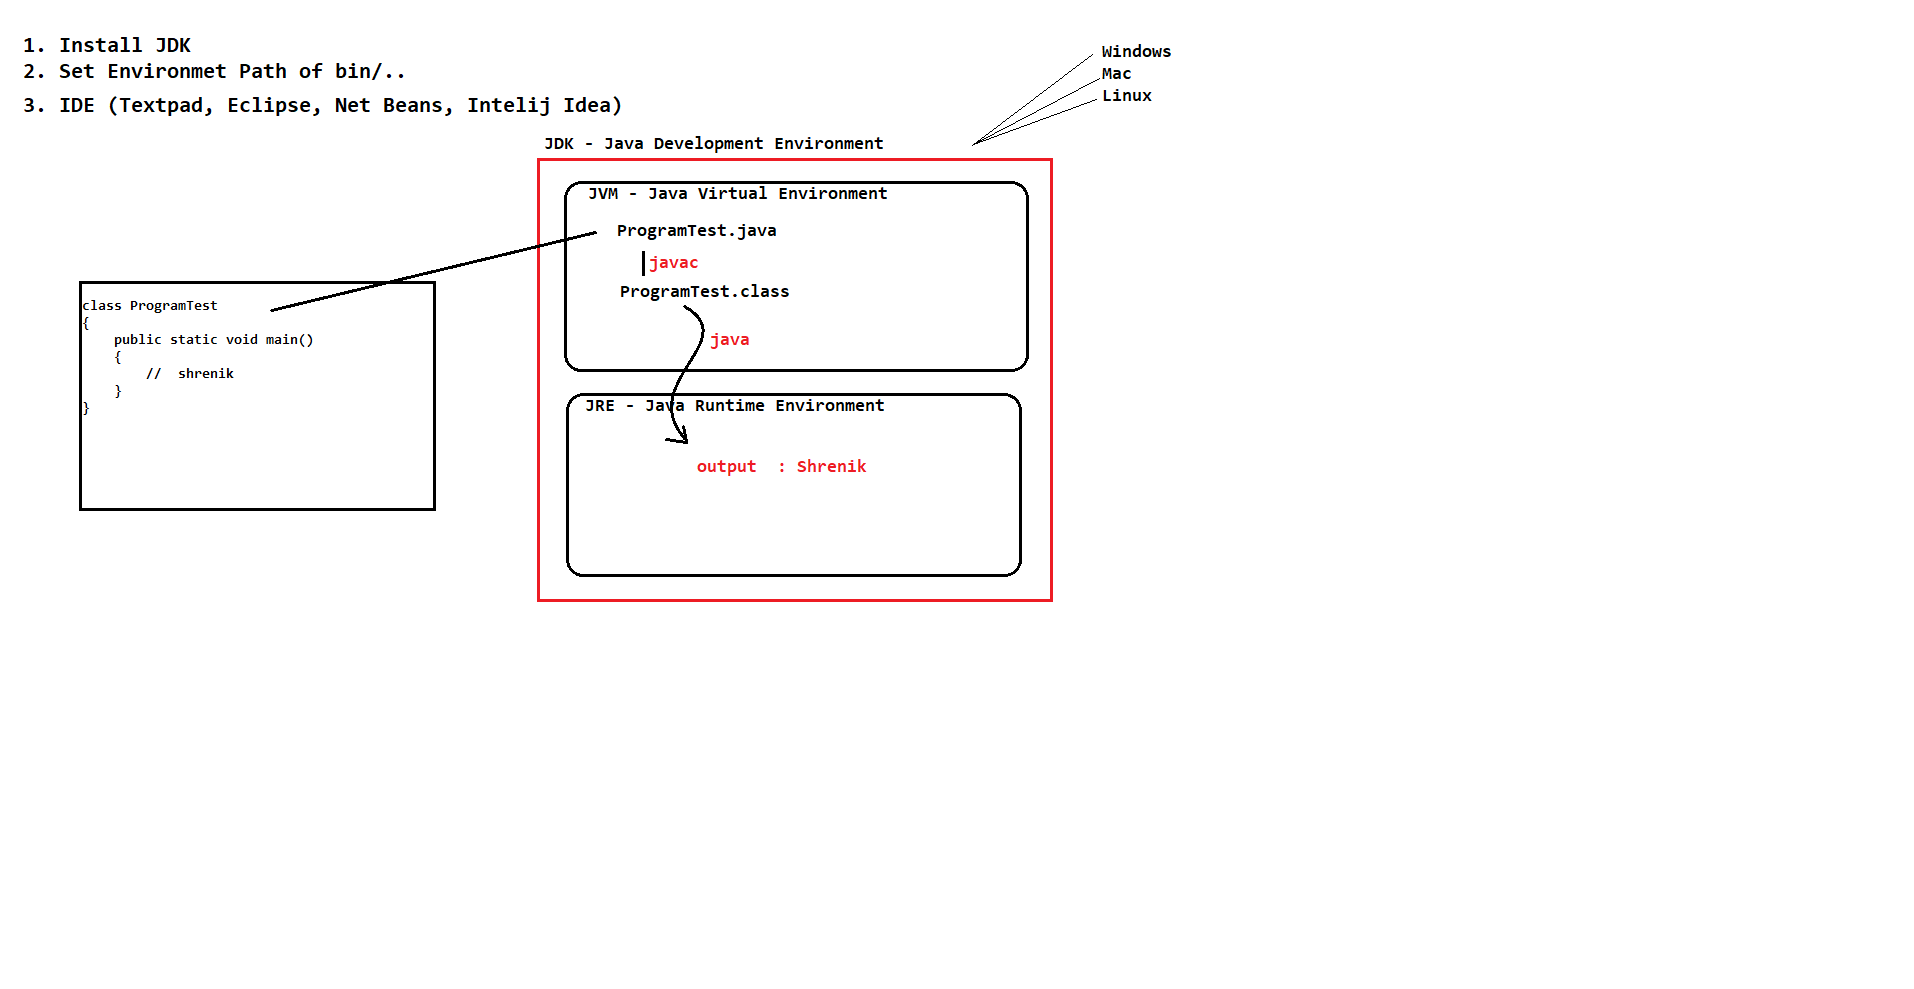 1. Install JDK
2. Set Environmet Path of bin/..
3. IDE (Textpad, Eclipse, Net Beans, Intelij Idea)
Windows
Mac
Linux
JDK - Java Development Environment
JVM - Java Virtual Environment
ProgramTest.java
javac
ProgramTest.class
java
JRE - Java Runtime Environment
output  : Shrenik
class ProgramTest
{
    public static void main()
    {
        //  shrenik
    }
}